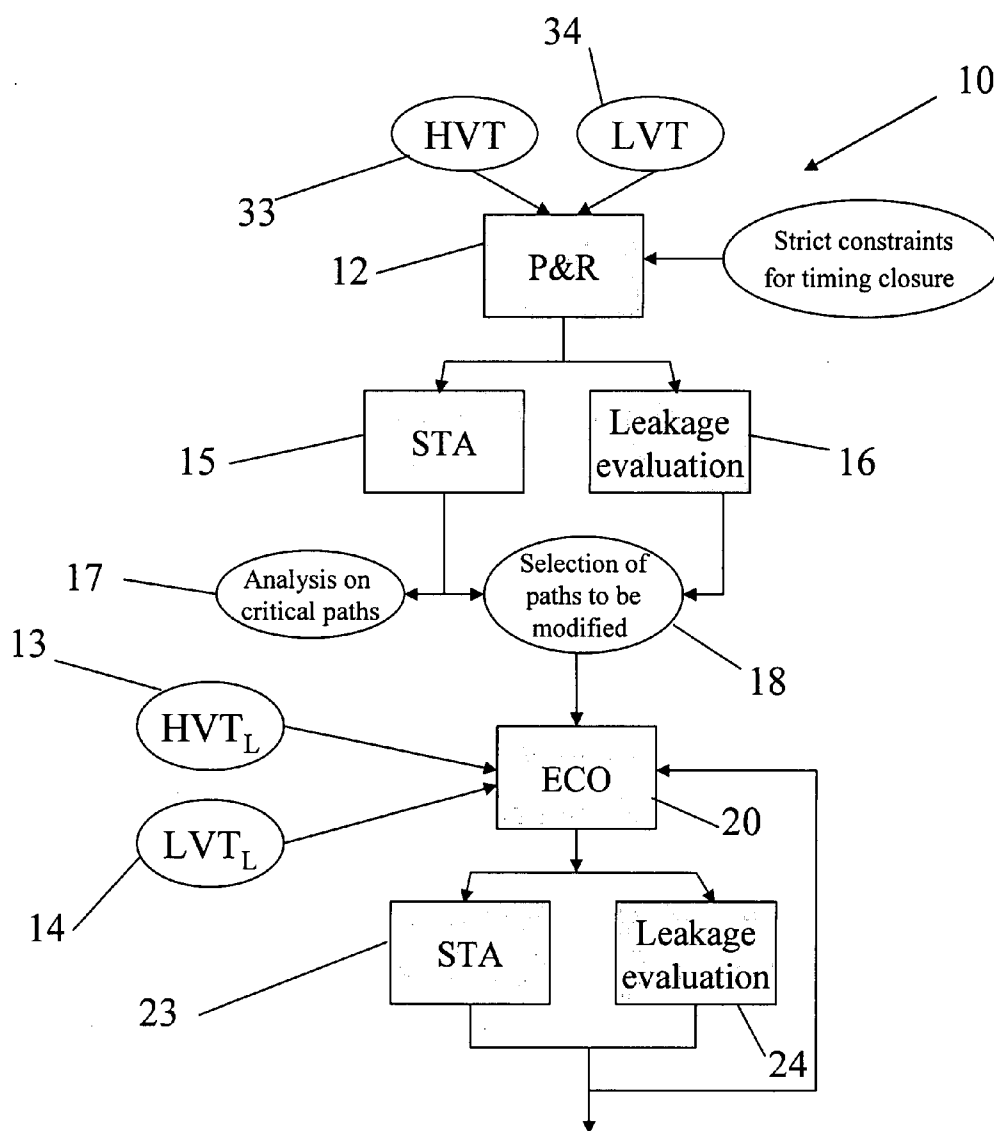 34
10
HVT
LVT
33
12
P&R
Strict constraints
for timing closure
15
STA
Leakage
evaluation
16
17
Analysis on
critical paths
Selection of
paths to be
modified
18
13
HVT_L
ECO
20
14
LVT_L
23
STA
Leakage
evaluation
24